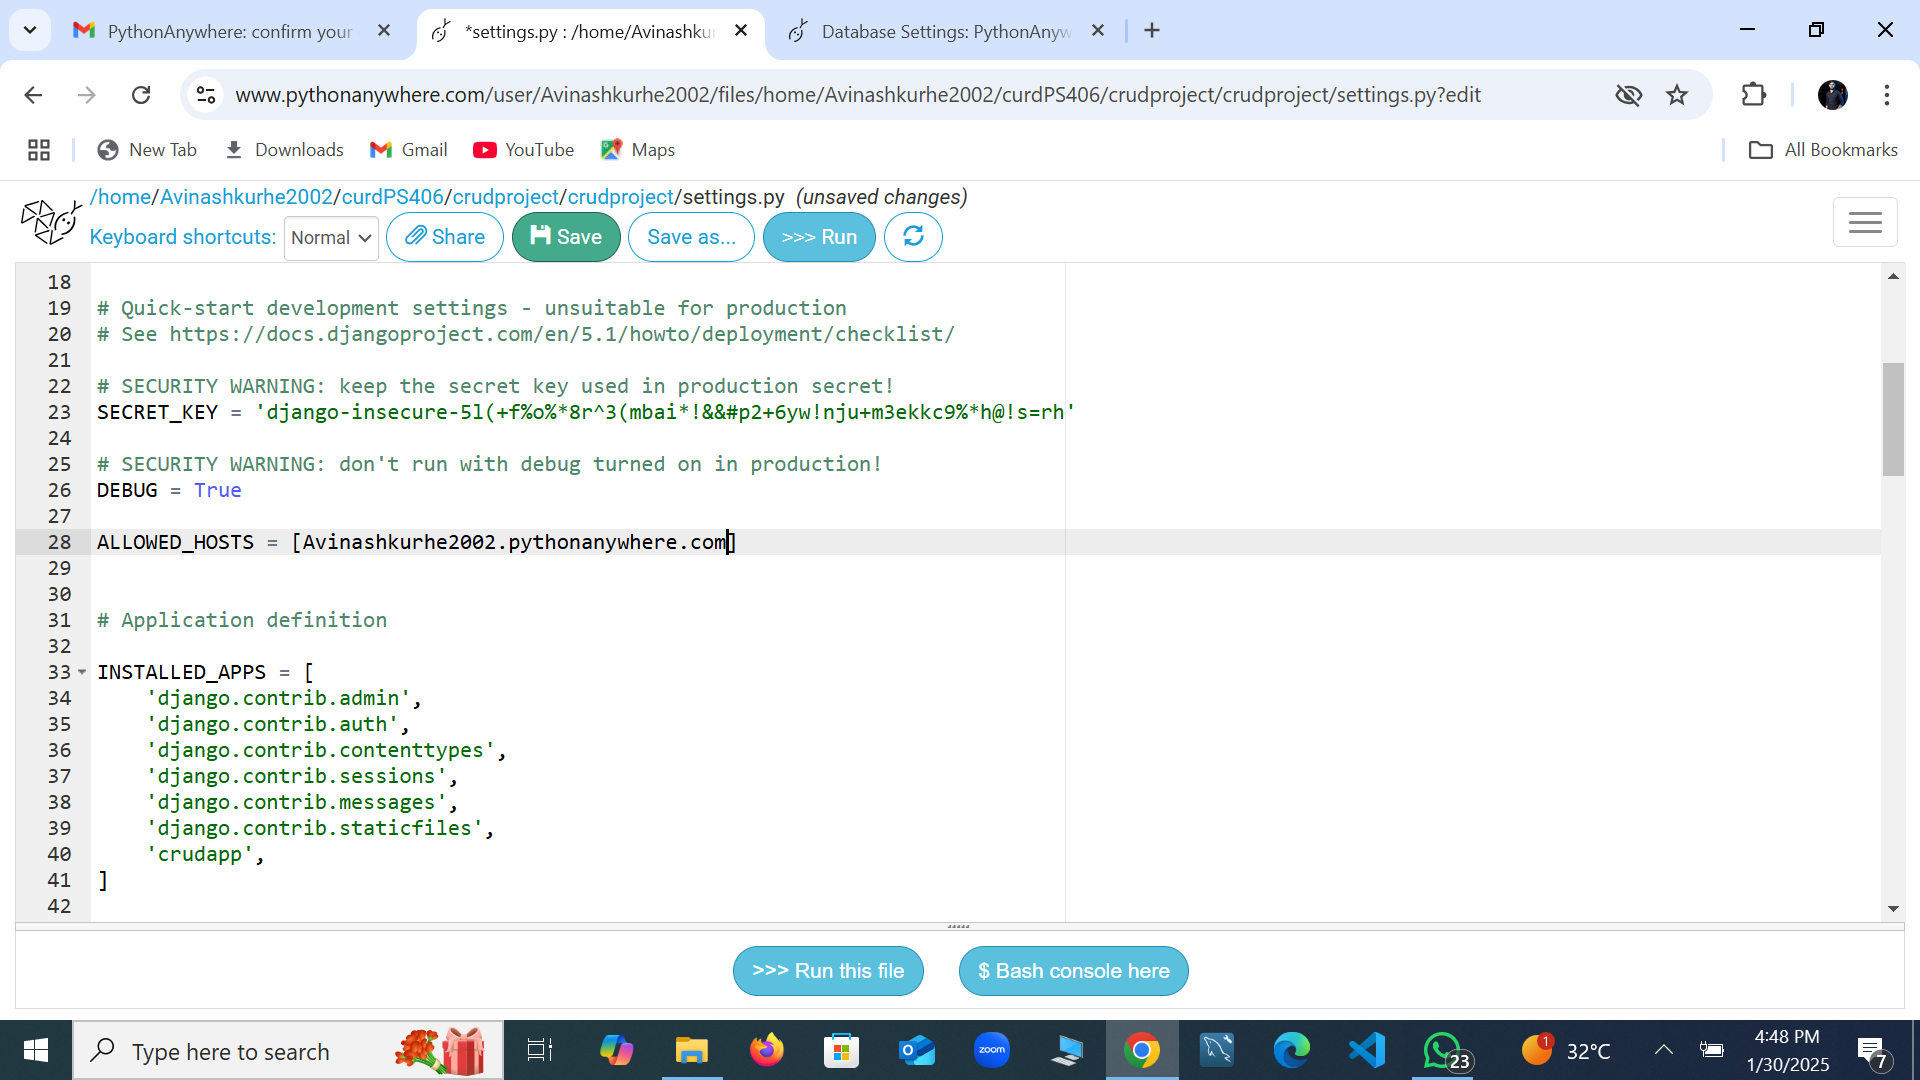 PythonAnywhere: confirm your
*settings.py : /home/Avinashku
Database Settings: PythonAnyw
www.pythonanywhere.com/user/Avinashkurhe2002/files/home/Avinashkurhe2002/curdPS406/crudproject/crudproject/settings.py?edit
New Tab
Downloads
Gmail
YouTube
Maps
All Bookmarks
/home/Avinashkurhe2002/curdPS406/crudproject/crudproject/settings.py (unsaved changes)
Keyboard shortcuts: Normal Share Save Save as... >>> Run
18
19 # Quick-start development settings - unsuitable for production
20 # See https://docs.djangoproject.com/en/5.1/howto/deployment/checklist/
21
22 # SECURITY WARNING: keep the secret key used in production secret!
23 SECRET_KEY = 'django-insecure-5l(+f%o%*8r^3(mbai*!&&#p2+6yw!nju+m3ekkc9%*h@!s=rh'
24
25 # SECURITY WARNING: don't run with debug turned on in production!
26 DEBUG = True
27
28 ALLOWED_HOSTS = [Avinashkurhe2002.pythonanywhere.com]
29
30
31 # Application definition
32
33 INSTALLED_APPS = [
34 'django.contrib.admin',
35 'django.contrib.auth',
36 'django.contrib.contenttypes',
37 'django.contrib.sessions',
38 'django.contrib.messages',
39 'django.contrib.staticfiles',
40 'crudapp',
41 ]
42
>>> Run this file
$ Bash console here
Type here to search
zoom
23
1
32°C
4:48 PM
1/30/2025
7